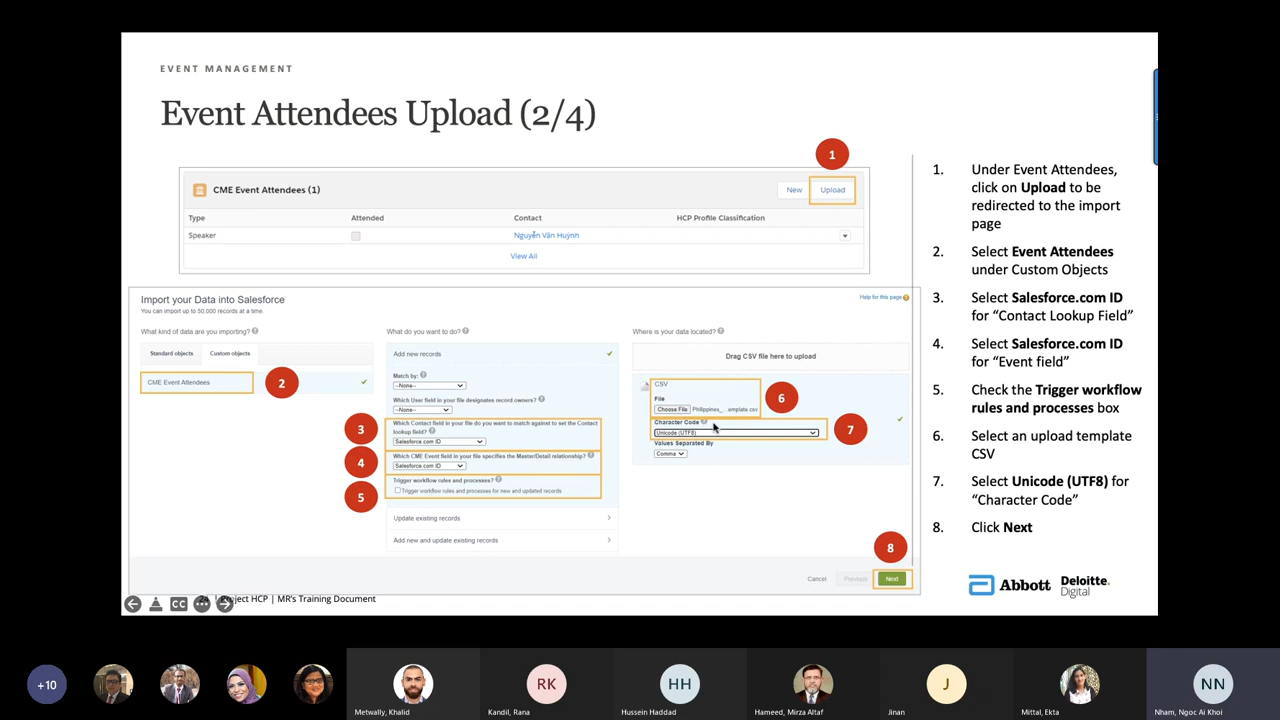 EVENT MANAGEMENT
Event Attendees Upload (2/4)
1
CME Event Attendees (1)
New
Upload
Type
Attended
Contact
HCP Profile Classification
Speaker
Nguyễn Văn Huỳnh
View All
Import your Data into Salesforce
You can import up to 50,000 records at a time.
Help for this page
What kind of data are you importing?
What do you want to do?
Where is your data located?
Standard objects
Custom objects
CME Event Attendees
2
Add new records
Match by:
--None--
Which User field in your file designates record owners?
--None--
3
Which Contact field in your file do you want to match against to set the Contact
lookup field?
Salesforce.com ID
4
Which CME Event field in your file specifies the Master/Detail relationship?
Salesforce.com ID
5
Trigger workflow rules and processes?
Trigger workflow rules and processes for new and updated records
Update existing records
Add new and update existing records
Drag CSV file here to upload
CSV
File
Choose File
Philippines_... emplate.csv
6
Character Code
Unicode (UTF8)
7
Values Separated By
Comma
8
Cancel
Previous
Next
1. Under Event Attendees,
click on Upload to be
redirected to the import
page
2. Select Event Attendees
under Custom Objects
3. Select Salesforce.com ID
for “Contact Lookup Field”
4. Select Salesforce.com ID
for “Event field”
5. Check the Trigger workflow
rules and processes box
6. Select an upload template
CSV
7. Select Unicode (UTF8) for
“Character Code”
8. Click Next
Abbott
Deloitte.
Digital
Project HCP | MR's Training Document
CC
+10
Metwally, Khalid
RK
Kandil, Rana
HH
Hussein Haddad
Hameed, Mirza Altaf
J
Jinan
Mittal, Ekta
NN
Nham, Ngoc Ai Khoi